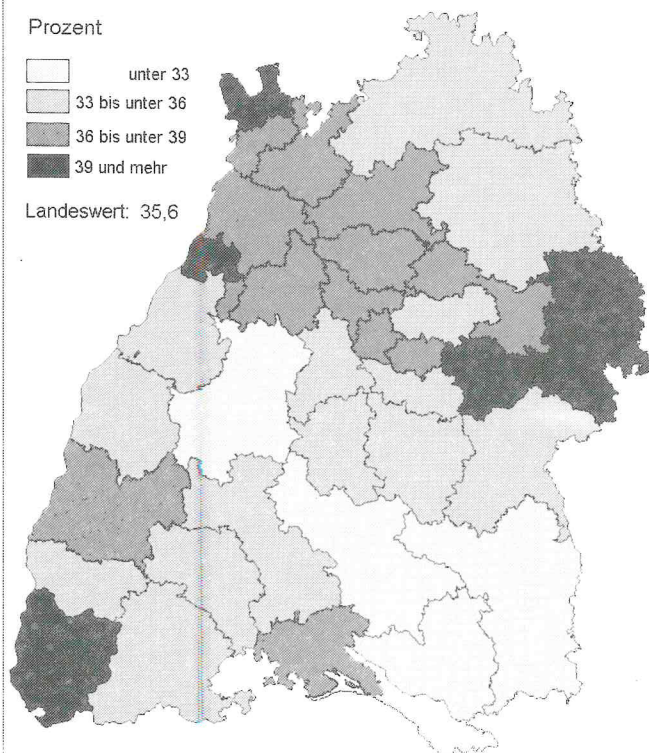 Prozent
unter 33
33 bis unter 36
36 bis unter 39
39 und mehr
Landeswert: 35,6